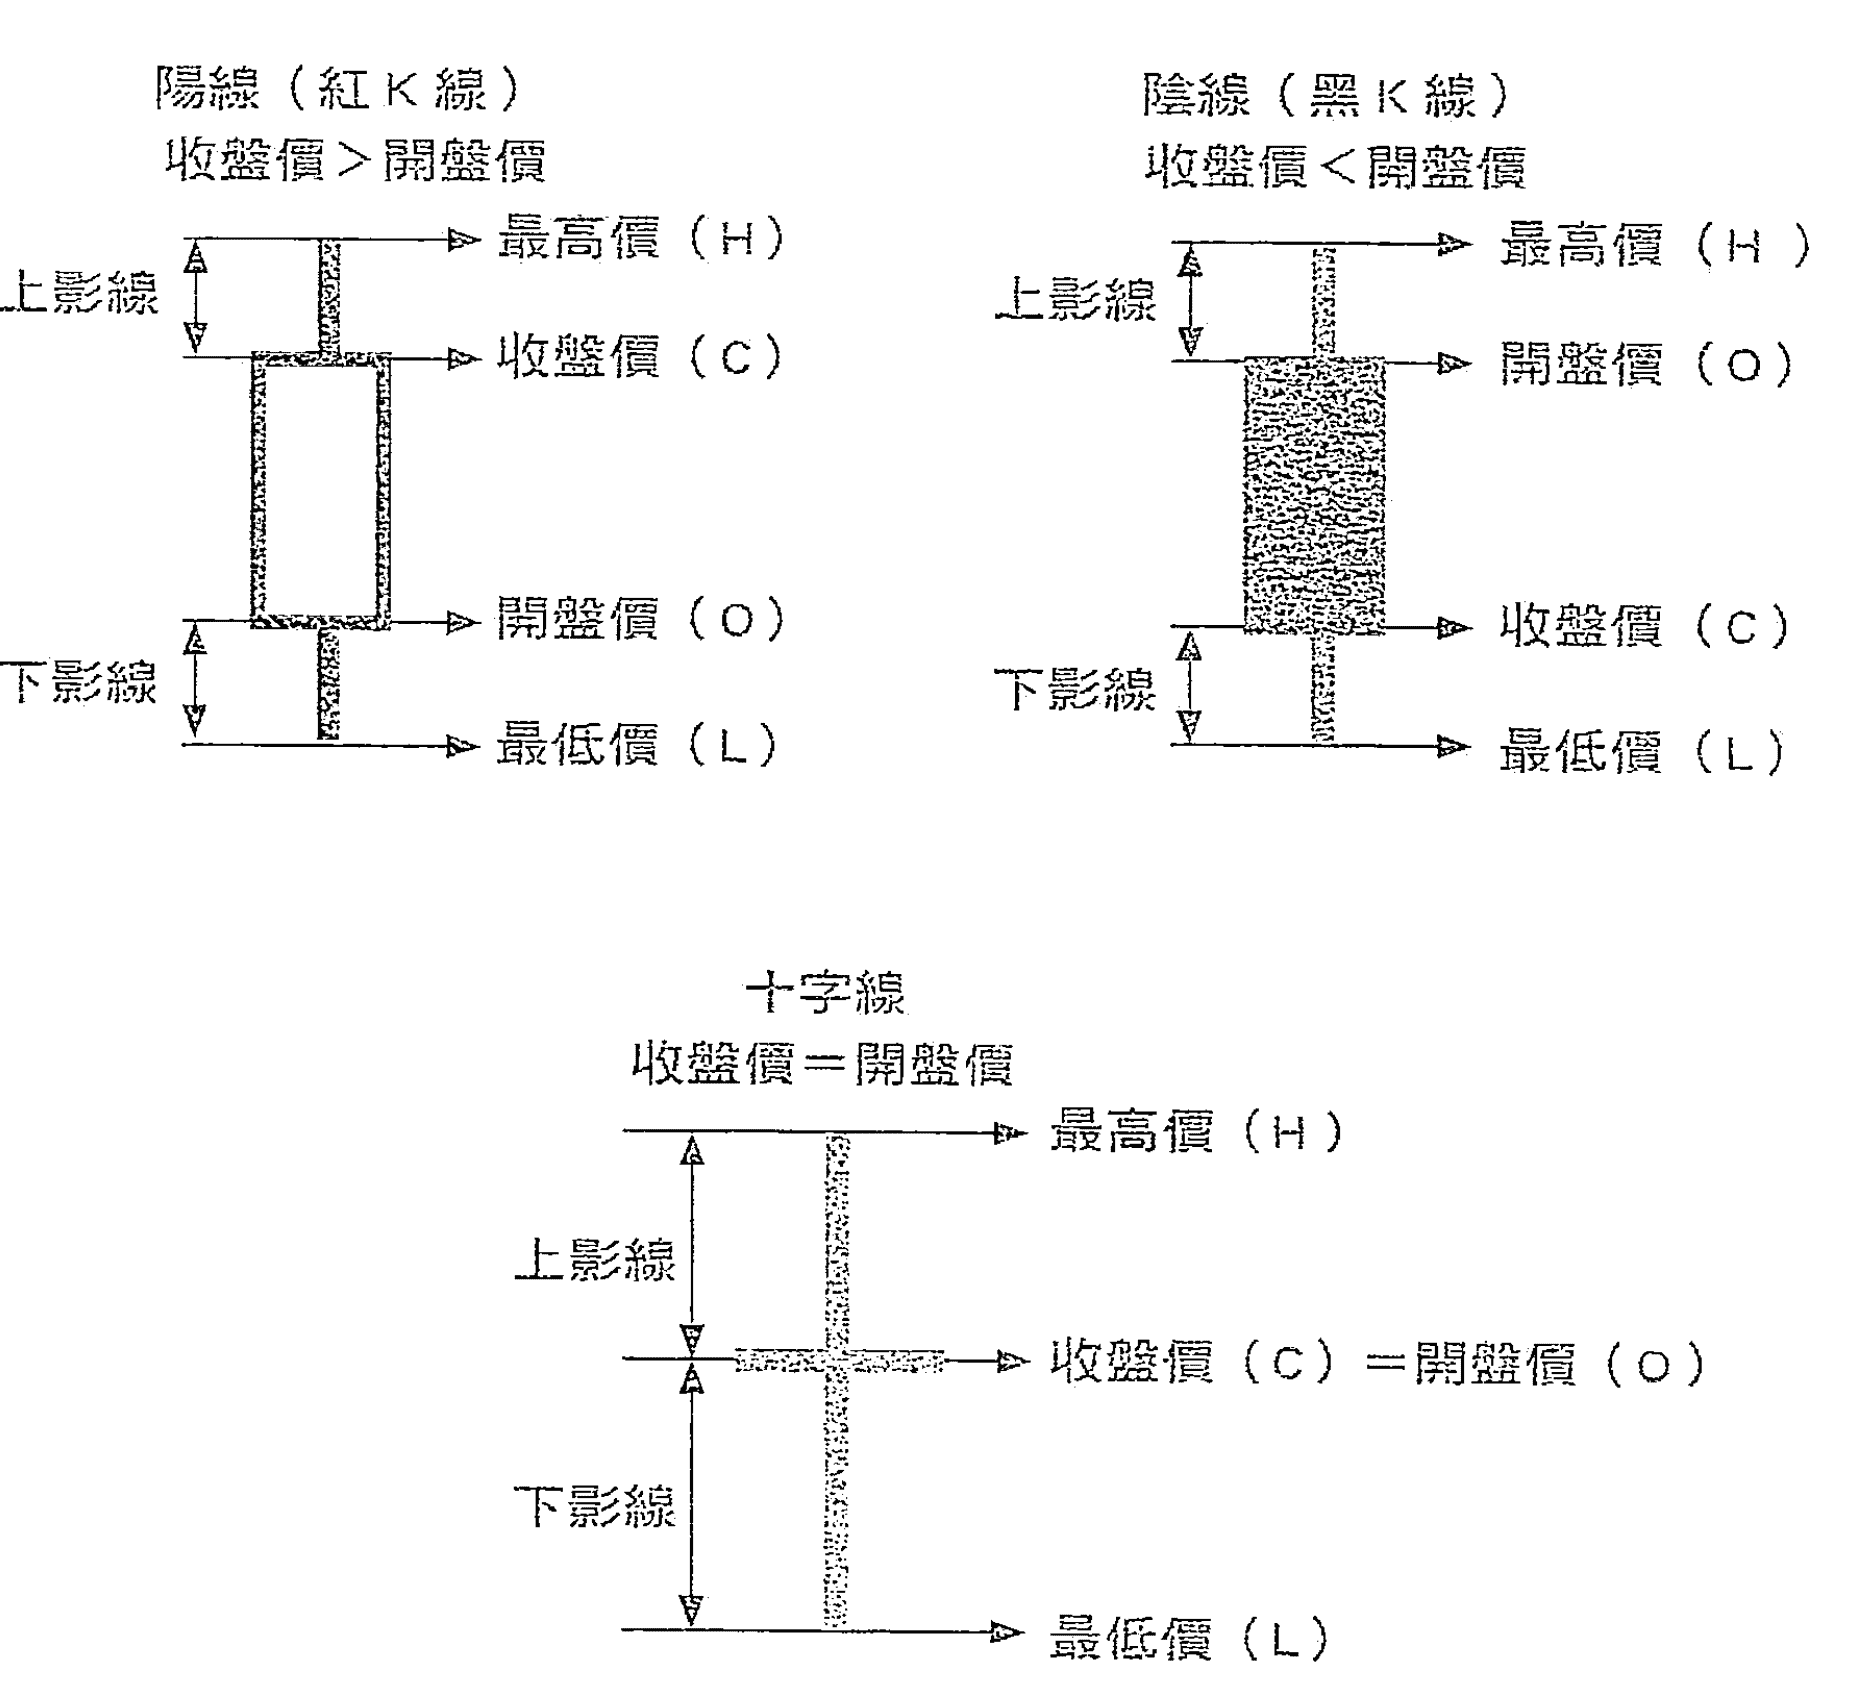 陽線（紅K線）
收盤價＞開盤價
最高價（H）
上影線
收盤價（C）
開盤價（O）
下影線
最低價（L）
陰線（黑K線）
收盤價＜開盤價
最高價（H）
上影線
開盤價（O）
收盤價（C）
下影線
最低價（L）
十字線
收盤價＝開盤價
最高價（H）
上影線
收盤價（C）＝開盤價（O）
下影線
最低價（L）